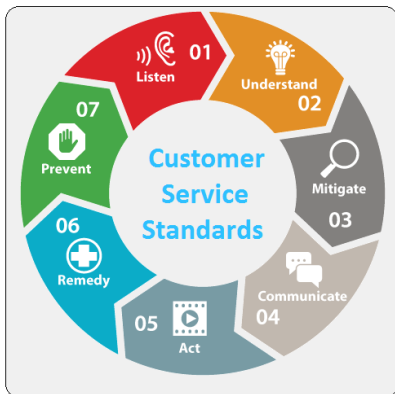 Customer
Service
Standards
01
Listen
Understand
02
Mitigate
03
Communicate
04
05
Act
06
Remedy
07
Prevent